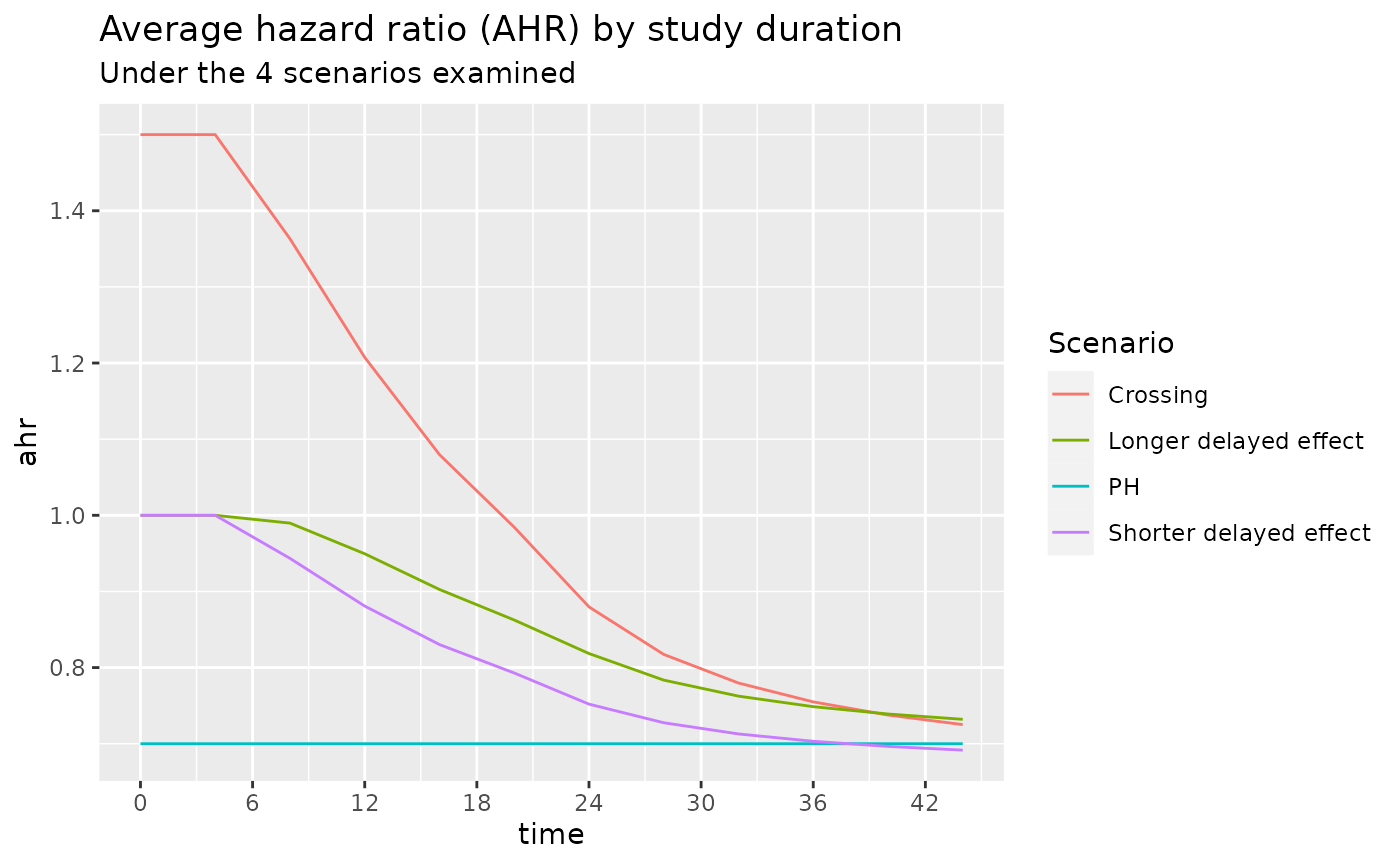 Average hazard ratio (AHR) by study duration
Under the 4 scenarios examined
1.4
1.2
1.0
0.8
ahr
0 6 12 18 24 30 36 42
time
Scenario
Crossing
Longer delayed effect
PH
Shorter delayed effect